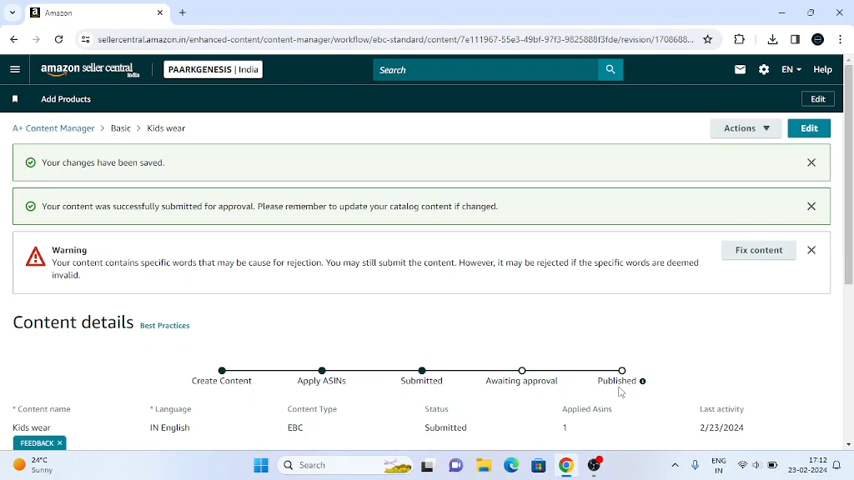 Amazon
sellercentral.amazon.in/enhanced-content/content-manager/workflow/ebc-standard/content/7e111967-55e3-49bf-97f3-9825888f3fde/revision/1708688...
amazon seller central
india
PAARKGENESIS | India
Search
EN
Help
Add Products
Edit
A+ Content Manager > Basic > Kids wear
Actions
Edit
Your changes have been saved.
Your content was successfully submitted for approval. Please remember to update your catalog content if changed.
Warning
Your content contains specific words that may be cause for rejection. You may still submit the content. However, it may be rejected if the specific words are deemed
invalid.
Fix content
Content details
Best Practices
Create Content
Apply ASINs
Submitted
Awaiting approval
Published
* Content name
* Language
Content Type
Status
Applied Asins
Last activity
Kids wear
IN English
EBC
Submitted
1
2/23/2024
FEEDBACK
24°C
Sunny
Search
ENG
IN
17:12
23-02-2024